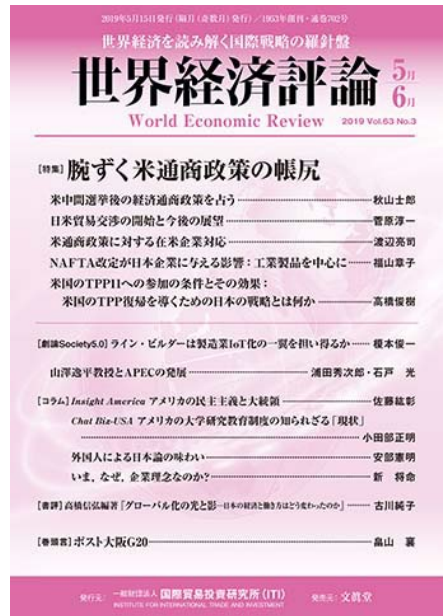 2019年5月15日発行(隔月(奇数月)発行)/1953年創刊・通巻702号
世界経済を読み解く国際戦略の羅針盤
世界経済評論 5月 6月
World Economic Review 2019 Vol.63 No.3
[特集] 腕ずく米通商政策の帳尻
米中間選挙後の経済通商政策を占う 秋山士郎
日米貿易交渉の開始と今後の展望 菅原淳一
米通商政策に対する在米企業対応 渡辺亮司
NAFTA改定が日本企業に与える影響:工業製品を中心に 福山章子
米国のTPP11への参加の条件とその効果:
米国のTPP復帰を導くための日本の戦略とは何か 高橋俊樹
[劇論Society5.0] ライン・ビルダーは製造業IoT化の一翼を担い得るか 榎本俊一
山澤逸平教授とAPECの発展 浦田秀次郎・石戸 光
[コラム] Insight America アメリカの民主主義と大統領 佐藤紘彰
Chat Biz-USA アメリカの大学研究教育制度の知られざる「現状」
小田部正明
外国人による日本論の味わい 安部憲明
いま,なぜ,企業理念なのか? 新 将命
[書評] 高橋信弘編著『グローバル化の光と影―日本の経済と働き方はどう変わったのか』 古川純子
[巻頭言] ポスト大阪G20 畠山 襄
発行元: 一般財団法人 国際貿易投資研究所(ITI) 発売元: 文眞堂
INSTITUTE FOR INTERNATIONAL TRADE AND INVESTMENT